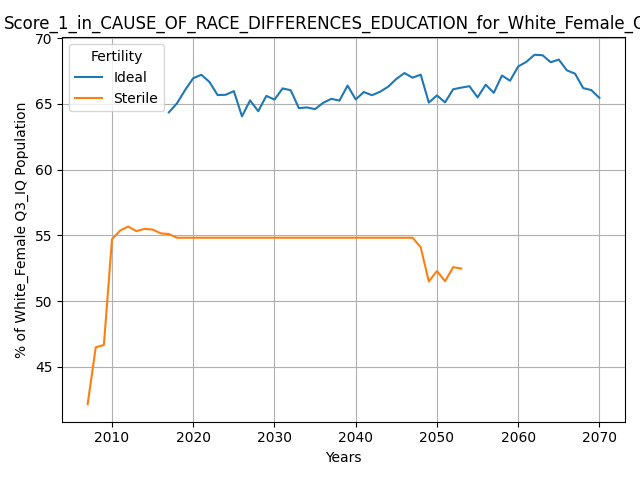 Score_1_in_CAUSE_OF_RACE_DIFFERENCES_EDUCATION_for_White_Female_
Fertility
Ideal
Sterile
% of White_Female Q3_IQ Population
70
65
60
55
50
45
2010
2020
2030
2040
2050
2060
2070
Years